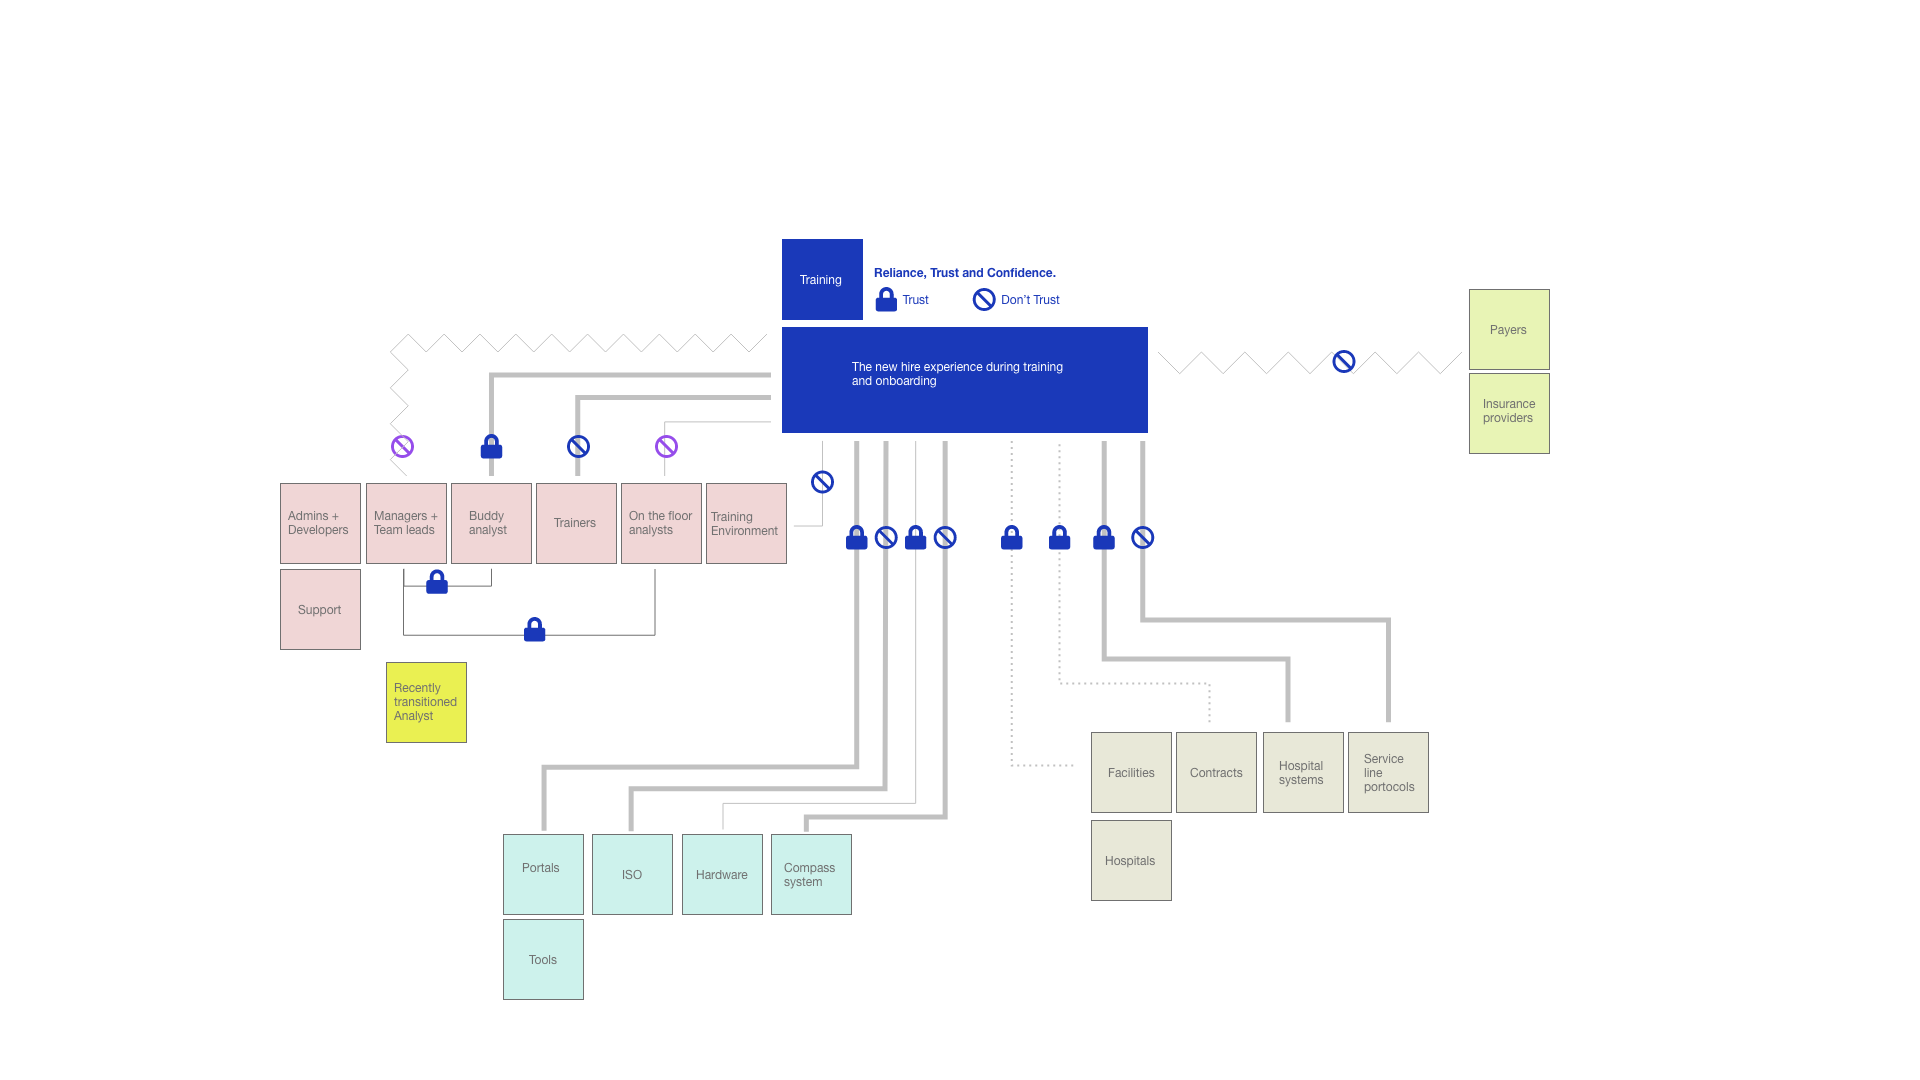 Training
Reliance, Trust and Confidence.
Trust
Don't Trust
The new hire experience during training
and onboarding
Payers
Insurance
providers
Admins +
Developers
Managers +
Team leads
Buddy
analyst
Trainers
On the floor
analysts
Training
Environment
Support
Recently
transitioned
Analyst
Facilities
Contracts
Hospital
systems
Service
line
portocols
Hospitals
Portals
ISO
Hardware
Compass
system
Tools